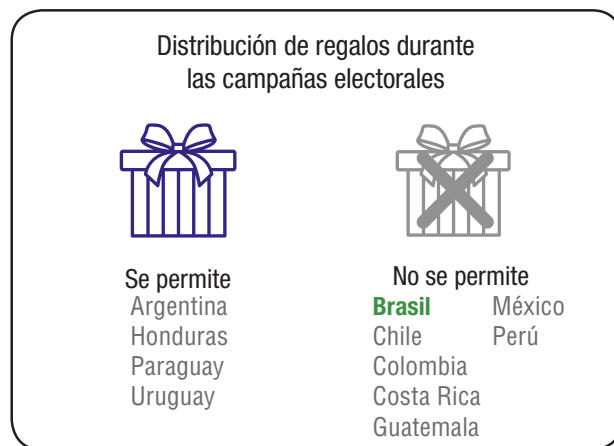 Distribución de regalos durante
las campañas electorales
Se permite
Argentina
Honduras
Paraguay
Uruguay
No se permite
Brasil
Chile
Colombia
Costa Rica
Guatemala
México
Perú